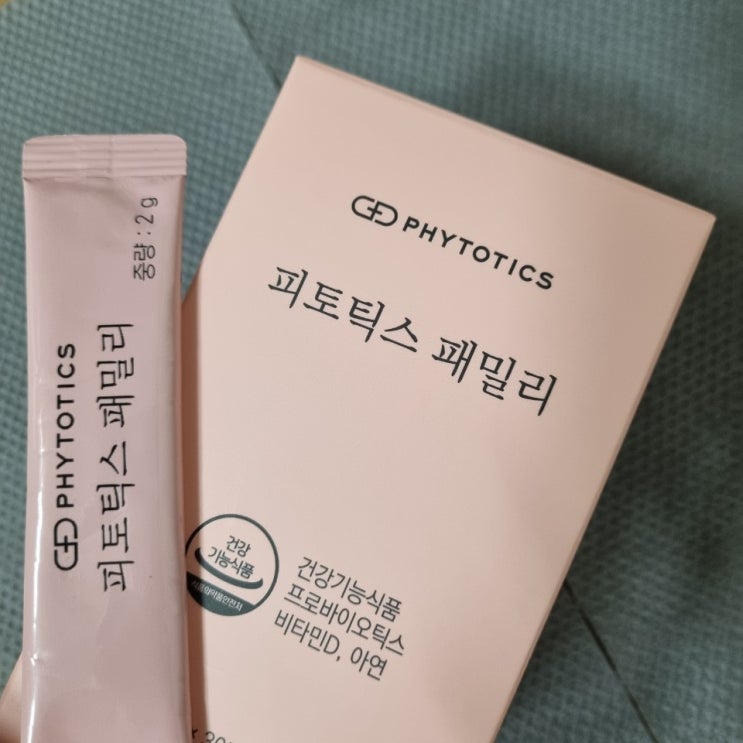 중량 : 2g
PHYTOTICS
피토틱스 패밀리
PHYTOTICS
피토틱스 패밀리
건강
기능식품
식품의약품안전처
건강기능식품
프로바이오틱스
비타민D, 아연